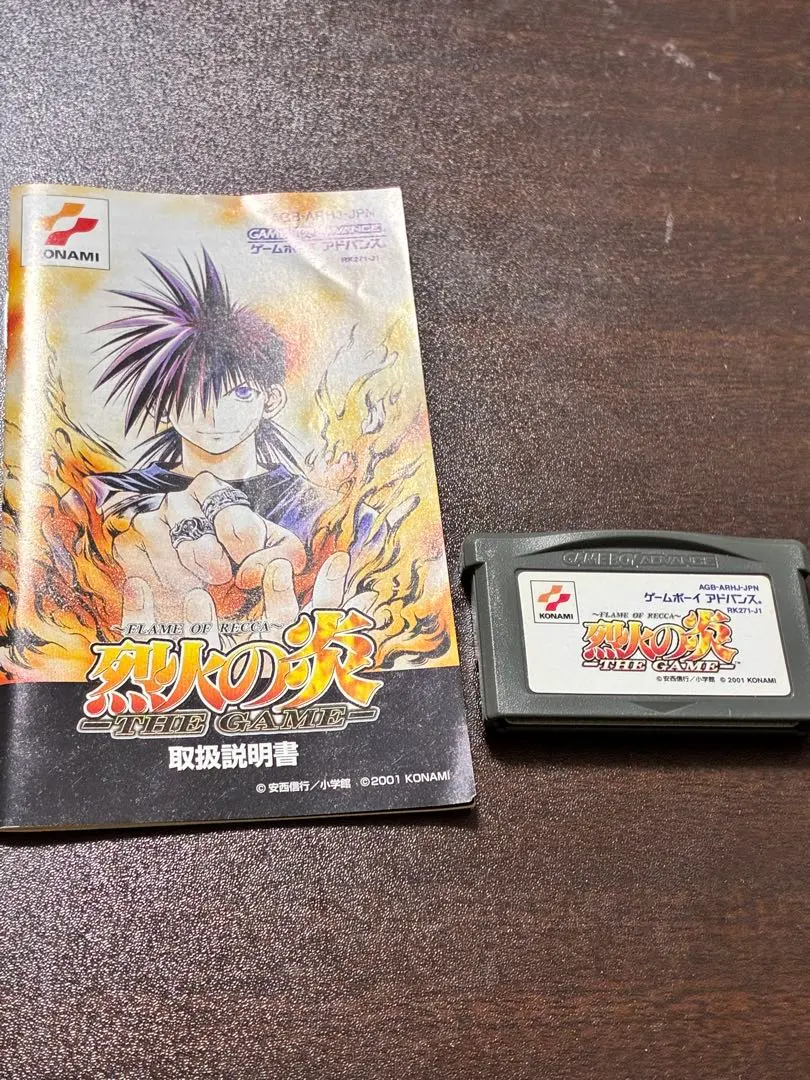 KONAMI
AGB-ARHJ-JPN
GAME BOY ADVANCE
ゲームボーイ アドバンス®
RK271-J1
~FLAME OF RECCA~
烈火の炎
-THE GAME-
取扱説明書
© 安西信行/小学館 © 2001 KONAMI
GAME BOY ADVANCE
AGB-ARHJ-JPN
ゲームボーイ アドバンス®
RK271-J1
KONAMI
~FLAME OF RECCA~
烈火の炎
-THE GAME-™
© 安西信行/小学館 © 2001 KONAMI